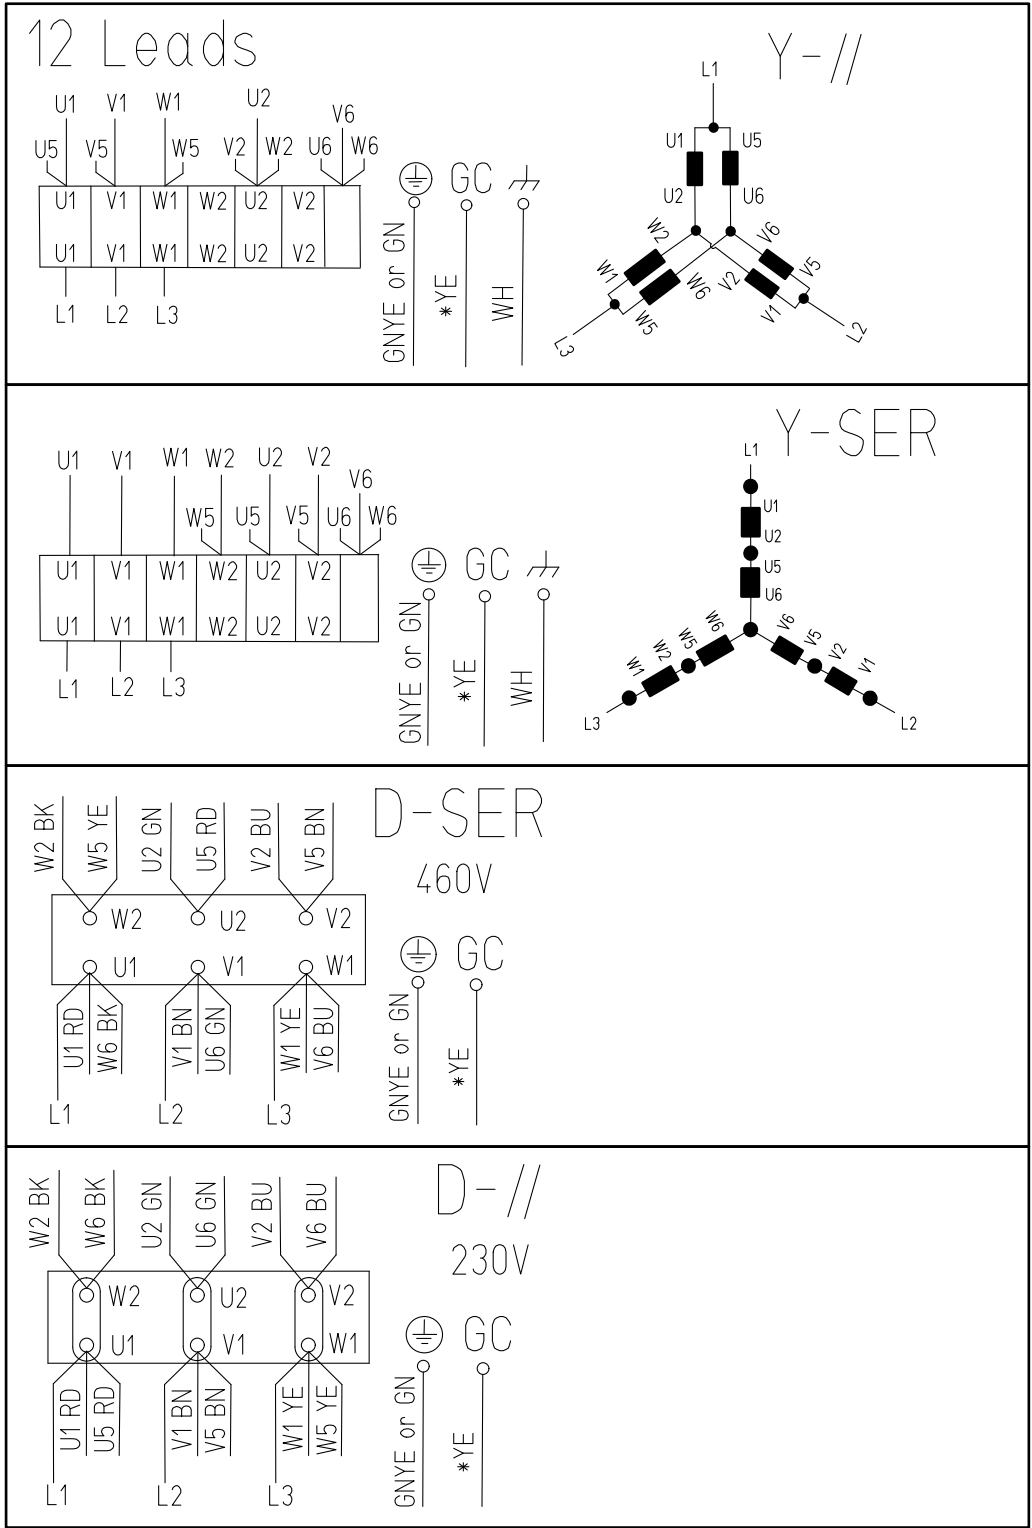 12 Leads
Y-//
U1 V1 W1 U2 V6
U5 V5 W5 V2 W2 U6 W6
U1 V1 W1 W2 U2 V2
U1 V1 W1 W2 U2 V2
L1 L2 L3
GC
GNYE or GN
*YE
WH
L1
U1 U5
U2 U6
W2 V6
W1 W6 V2 V5
W5 V1
L3 L2
Y-SER
U1 V1 W1 W2 U2 V2 V6
W5 U5 V5 U6 W6
U1 V1 W1 W2 U2 V2
U1 V1 W1 W2 U2 V2
L1 L2 L3
GC
GNYE or GN
*YE
WH
L1
U1
U2
U5
U6
W1 W2 W5 W6 V6 V5 V2 V1
L3 L2
D-SER
460V
W2 BK
W5 YE
U2 GN
U5 RD
V2 BU
V5 BN
W2 U2 V2
U1 V1 W1
U1 RD
W6 BK
V1 BN
U6 GN
W1 YE
V6 BU
L1 L2 L3
GC
GNYE or GN
*YE
D-//
230V
W2 BK
W6 BK
U2 GN
U6 GN
V2 BU
V6 BU
W2 U2 V2
U1 V1 W1
U1 RD
U5 RD
V1 BN
V5 BN
W1 YE
W5 YE
L1 L2 L3
GC
GNYE or GN
*YE